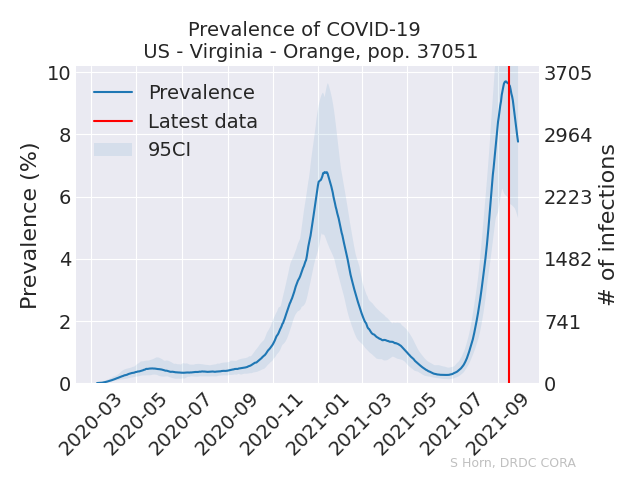 Prevalence of COVID-19
US - Virginia - Orange, pop. 37051
Prevalence
Latest data
95CI
Prevalence (%)
10
8
6
4
2
0
3705
2964
2223
1482
741
0
# of infections
2020-03
2020-05
2020-07
2020-09
2020-11
2021-01
2021-03
2021-05
2021-07
2021-09
S Horn, DRDC CORA